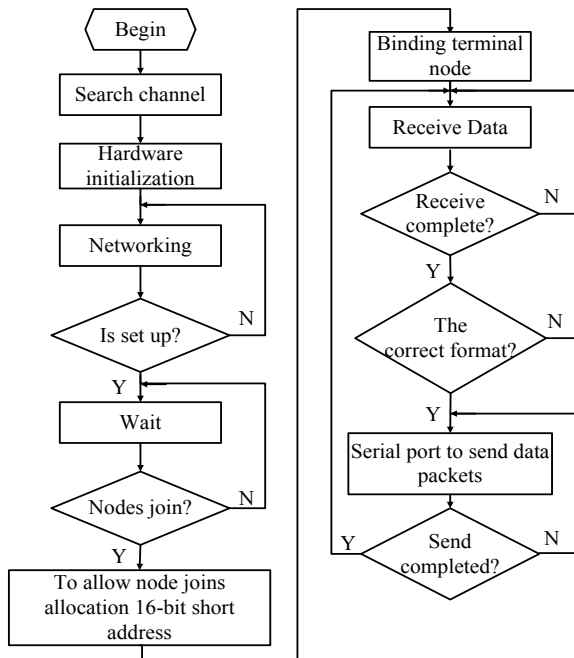 Begin
Search channel
Hardware
initialization
Networking
Is set up?
N
Y
Wait
Nodes join?
N
Y
To allow node joins
allocation 16-bit short
address
Binding terminal
node
Receive Data
Receive
complete?
N
Y
The
correct format?
N
Y
Serial port to send data
packets
Send
completed?
Y
N